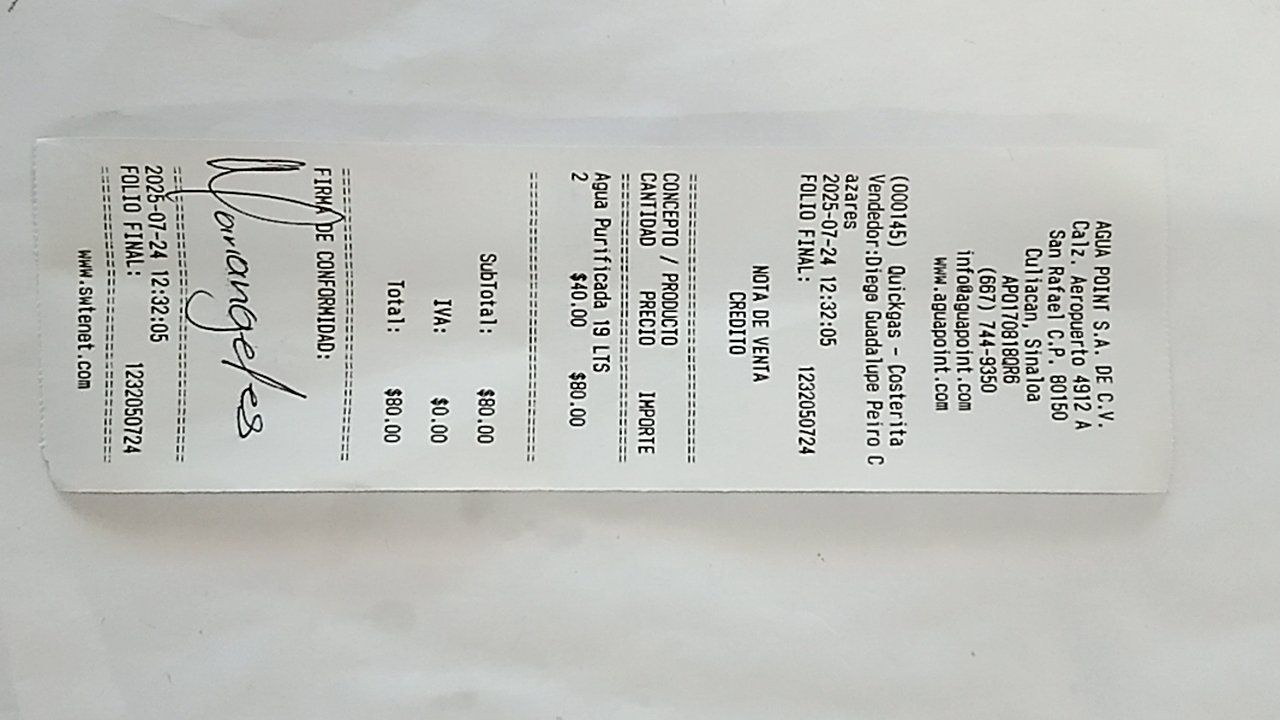 AGUA POINT S.A. DE C.V.
Calz. Aeropuerto 4912 A
San Rafael C.P. 80150
Culiacan, Sinaloa
APO170818QR6
(667) 744-9350
info@aguapoint.com
www.aguapoint.com
(000145) Quickgas - Costerita
Vendedor:Diego Guadalupe Peiro C
azares
2025-07-24 12:32:05
FOLIO FINAL: 1232050724
NOTA DE VENTA
CREDITO
================================
CONCEPTO / PRODUCTO
CANTIDAD PRECIO IMPORTE
================================
Agua Purificada 19 LTS
2 $40.00 $80.00
================================
SubTotal: $80.00
IVA: $0.00
Total: $80.00
================================
FIRMA DE CONFORMIDAD:
Mariangeles
================================
2025-07-24 12:32:05
FOLIO FINAL: 1232050724
================================
www.swtenet.com